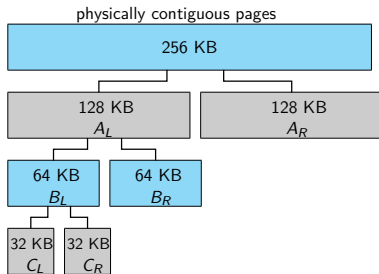 physically contiguous pages
256 KB
128 KB
A_L
128 KB
A_R
64 KB
B_L
64 KB
B_R
32 KB
C_L
32 KB
C_R